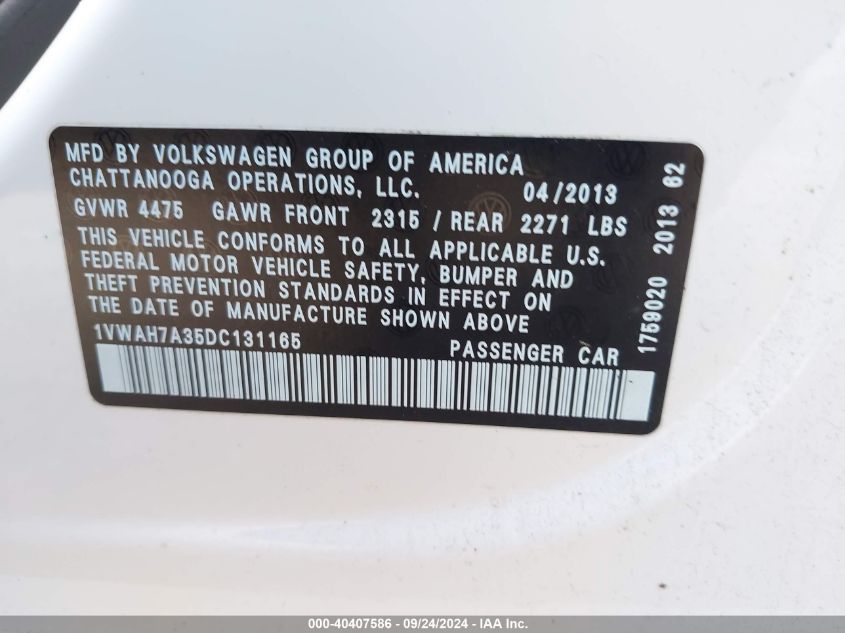 MFD BY VOLKSWAGEN GROUP OF AMERICA
CHATTANOOGA OPERATIONS, LLC. 04/2013
GVWR 4475 GAWR FRONT 2315 / REAR 2271 LBS
THIS VEHICLE CONFORMS TO ALL APPLICABLE U.S.
FEDERAL MOTOR VEHICLE SAFETY, BUMPER AND
THEFT PREVENTION STANDARDS IN EFFECT ON
THE DATE OF MANUFACTURE SHOWN ABOVE
1VWAH7A35DC131165 PASSENGER CAR
1759020 2013 62
000-40407586 - 09/24/2024 - IAA Inc.